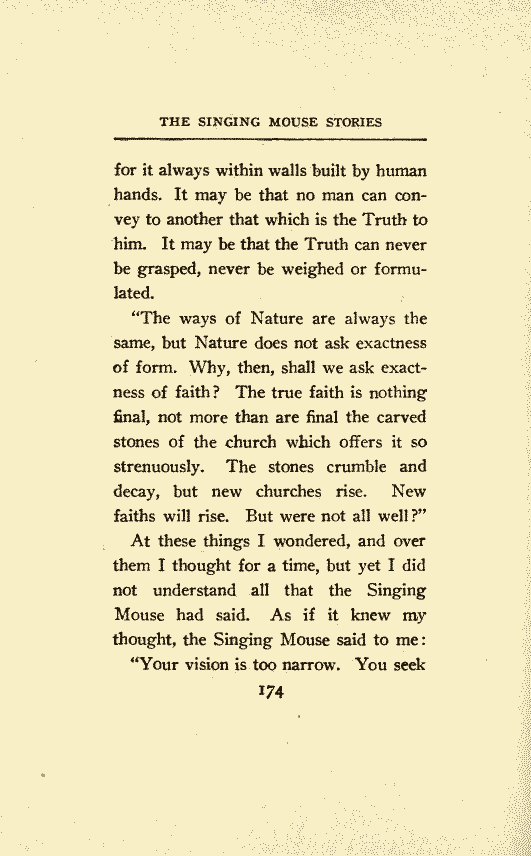 THE SINGING MOUSE STORIES
for it always within walls built by human
hands. It may be that no man can con-
vey to another that which is the Truth to
him. It may be that the Truth can never
be grasped, never be weighed or formu-
lated.
"The ways of Nature are always the
same, but Nature does not ask exactness
of form. Why, then, shall we ask exact-
ness of faith? The true faith is nothing
final, not more than are final the carved
stones of the church which offers it so
strenuously. The stones crumble and
decay, but new churches rise. New
faiths will rise. But were not all well?"
At these things I wondered, and over
them I thought for a time, but yet I did
not understand all that the Singing
Mouse had said. As if it knew my
thought, the Singing Mouse said to me:
"Your vision is too narrow. You seek
174